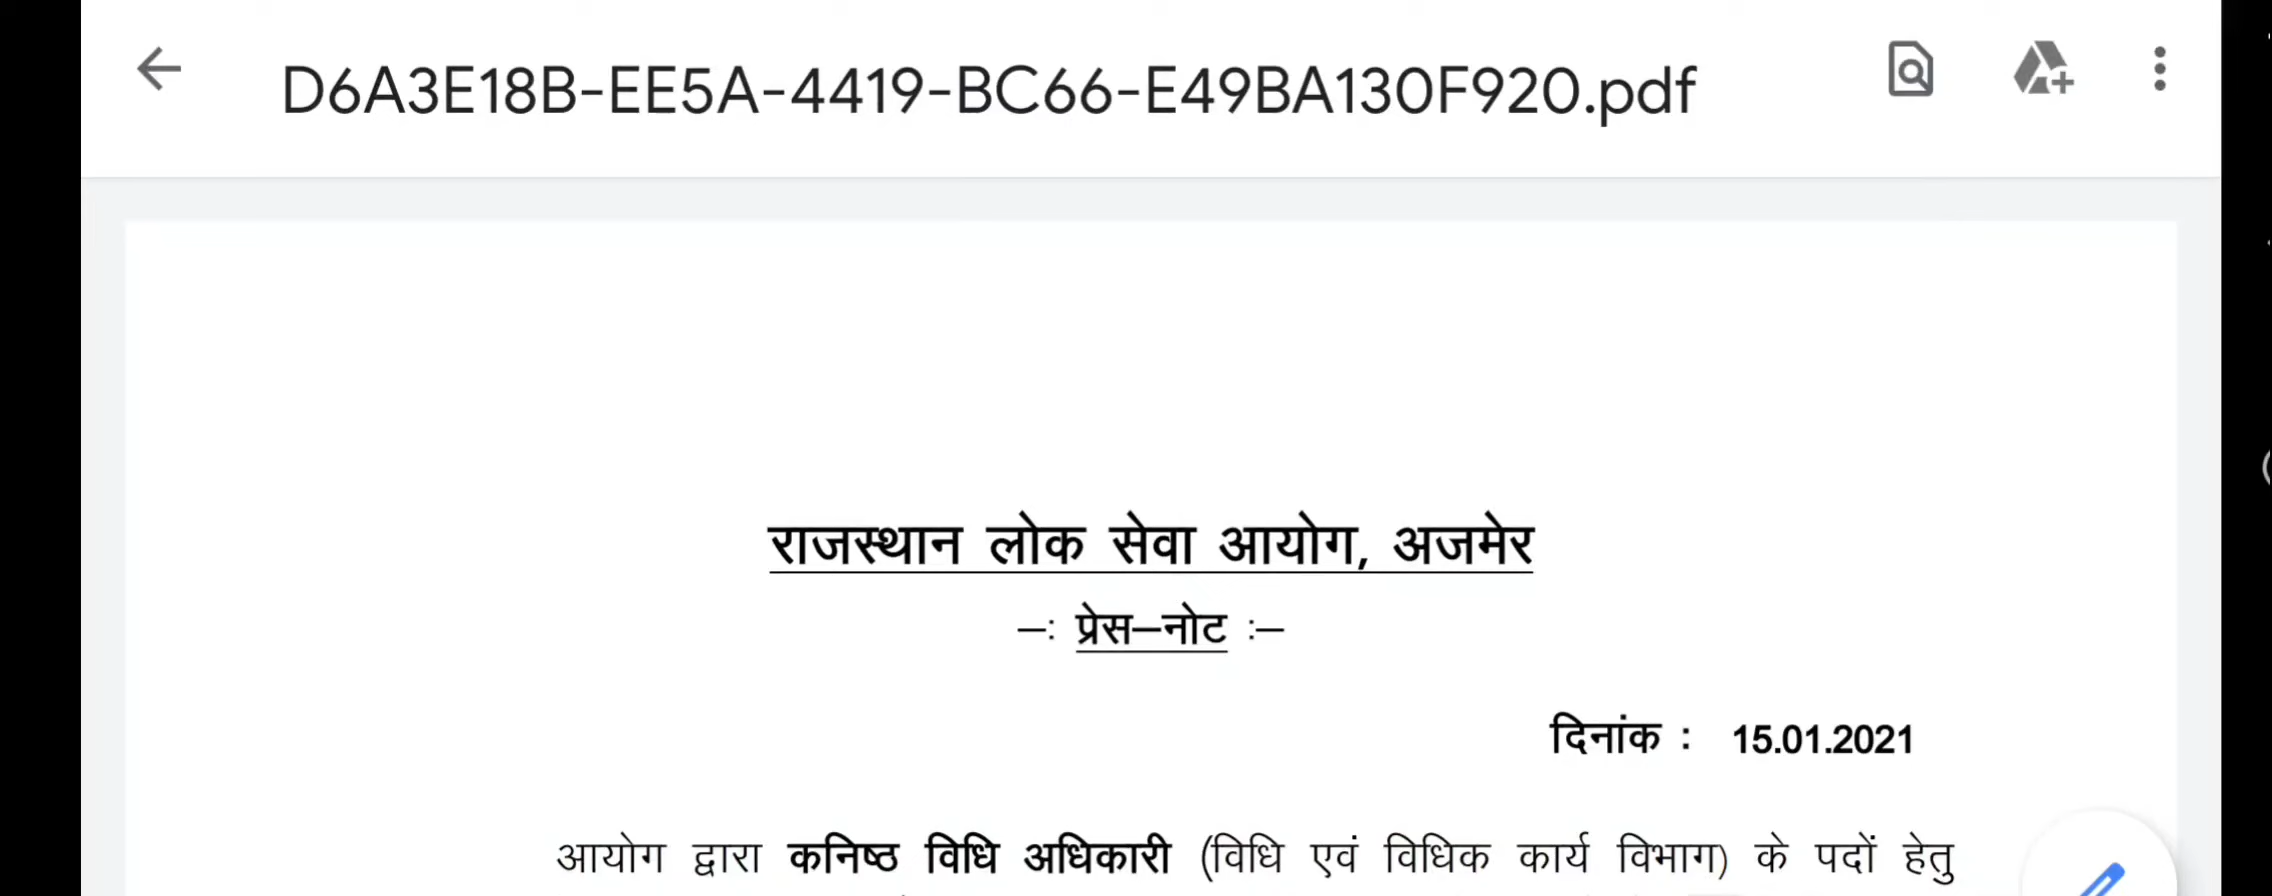 D6A3E18B-EE5A-4419-BC66-E49BA130F920.pdf
राजस्थान लोक सेवा आयोग, अजमेर
–: प्रेस–नोट :–
दिनांक : 15.01.2021
आयोग द्वारा कनिष्ठ विधि अधिकारी (विधि एवं विधिक कार्य विभाग) के पदों हेतु